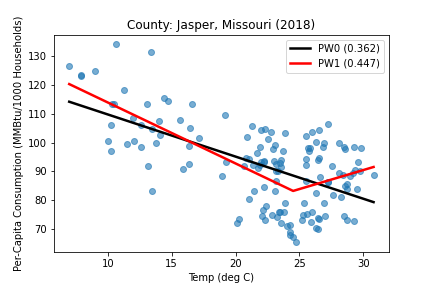 County: Jasper, Missouri (2018)
PW0 (0.362)
PW1 (0.447)
Per-Capita Consumption (MMBtu/1000 Households)
130
120
110
100
90
80
70
10 15 20 25 30
Temp (deg C)